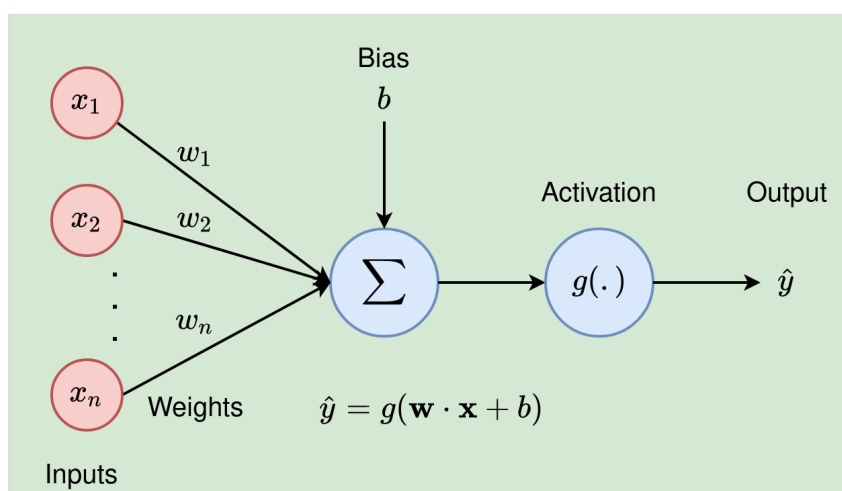 Bias
b
x₁
w₁
Activation
Output
x₂
w₂
∑
g(.)
ŷ
wₙ
xₙ
Weights
ŷ = g(w · x + b)
Inputs